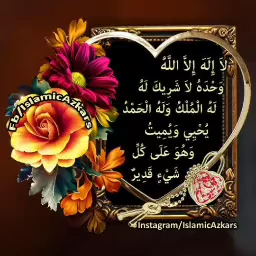 لَا إِلَهَ إِلَّا اللَّهُ
وَحْدَهُ لَا شَرِيكَ لَهُ
لَهُ الْمُلْكُ وَلَهُ الْحَمْدُ
يُحْيِي وَيُمِيتُ
وَهُوَ عَلَى كُلِّ
شَيْءٍ قَدِيرٌ
Fb/IslamicAzkars
Instagram/IslamicAzkars